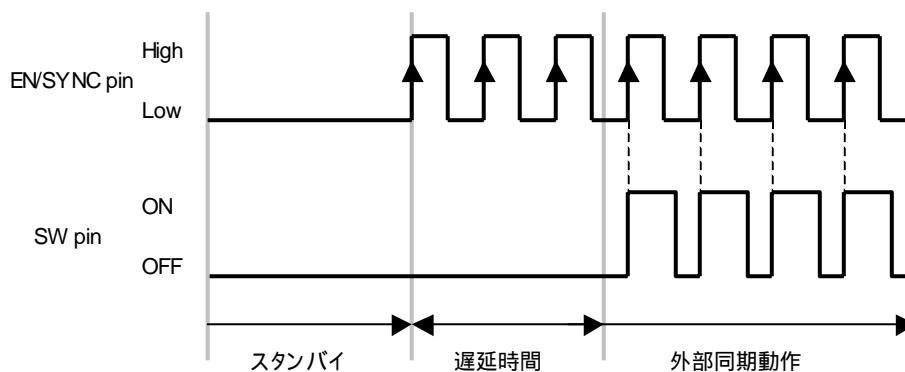 High
EN/SYNC pin
Low
ON
SW pin
OFF
スタンバイ
遅延時間
外部同期動作